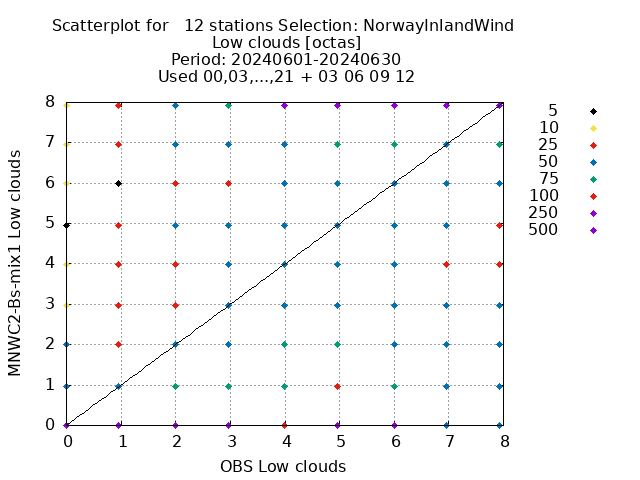 Scatterplot for   12 stations Selection: NorwayInlandWind
Low clouds [octas]
Period: 20240601-20240630
Used 00,03,...,21 + 03 06 09 12
8
7
6
5
4
3
2
1
0
MNWC2-Bs-mix1 Low clouds
0 1 2 3 4 5 6 7 8
OBS Low clouds
5
10
25
50
75
100
250
500